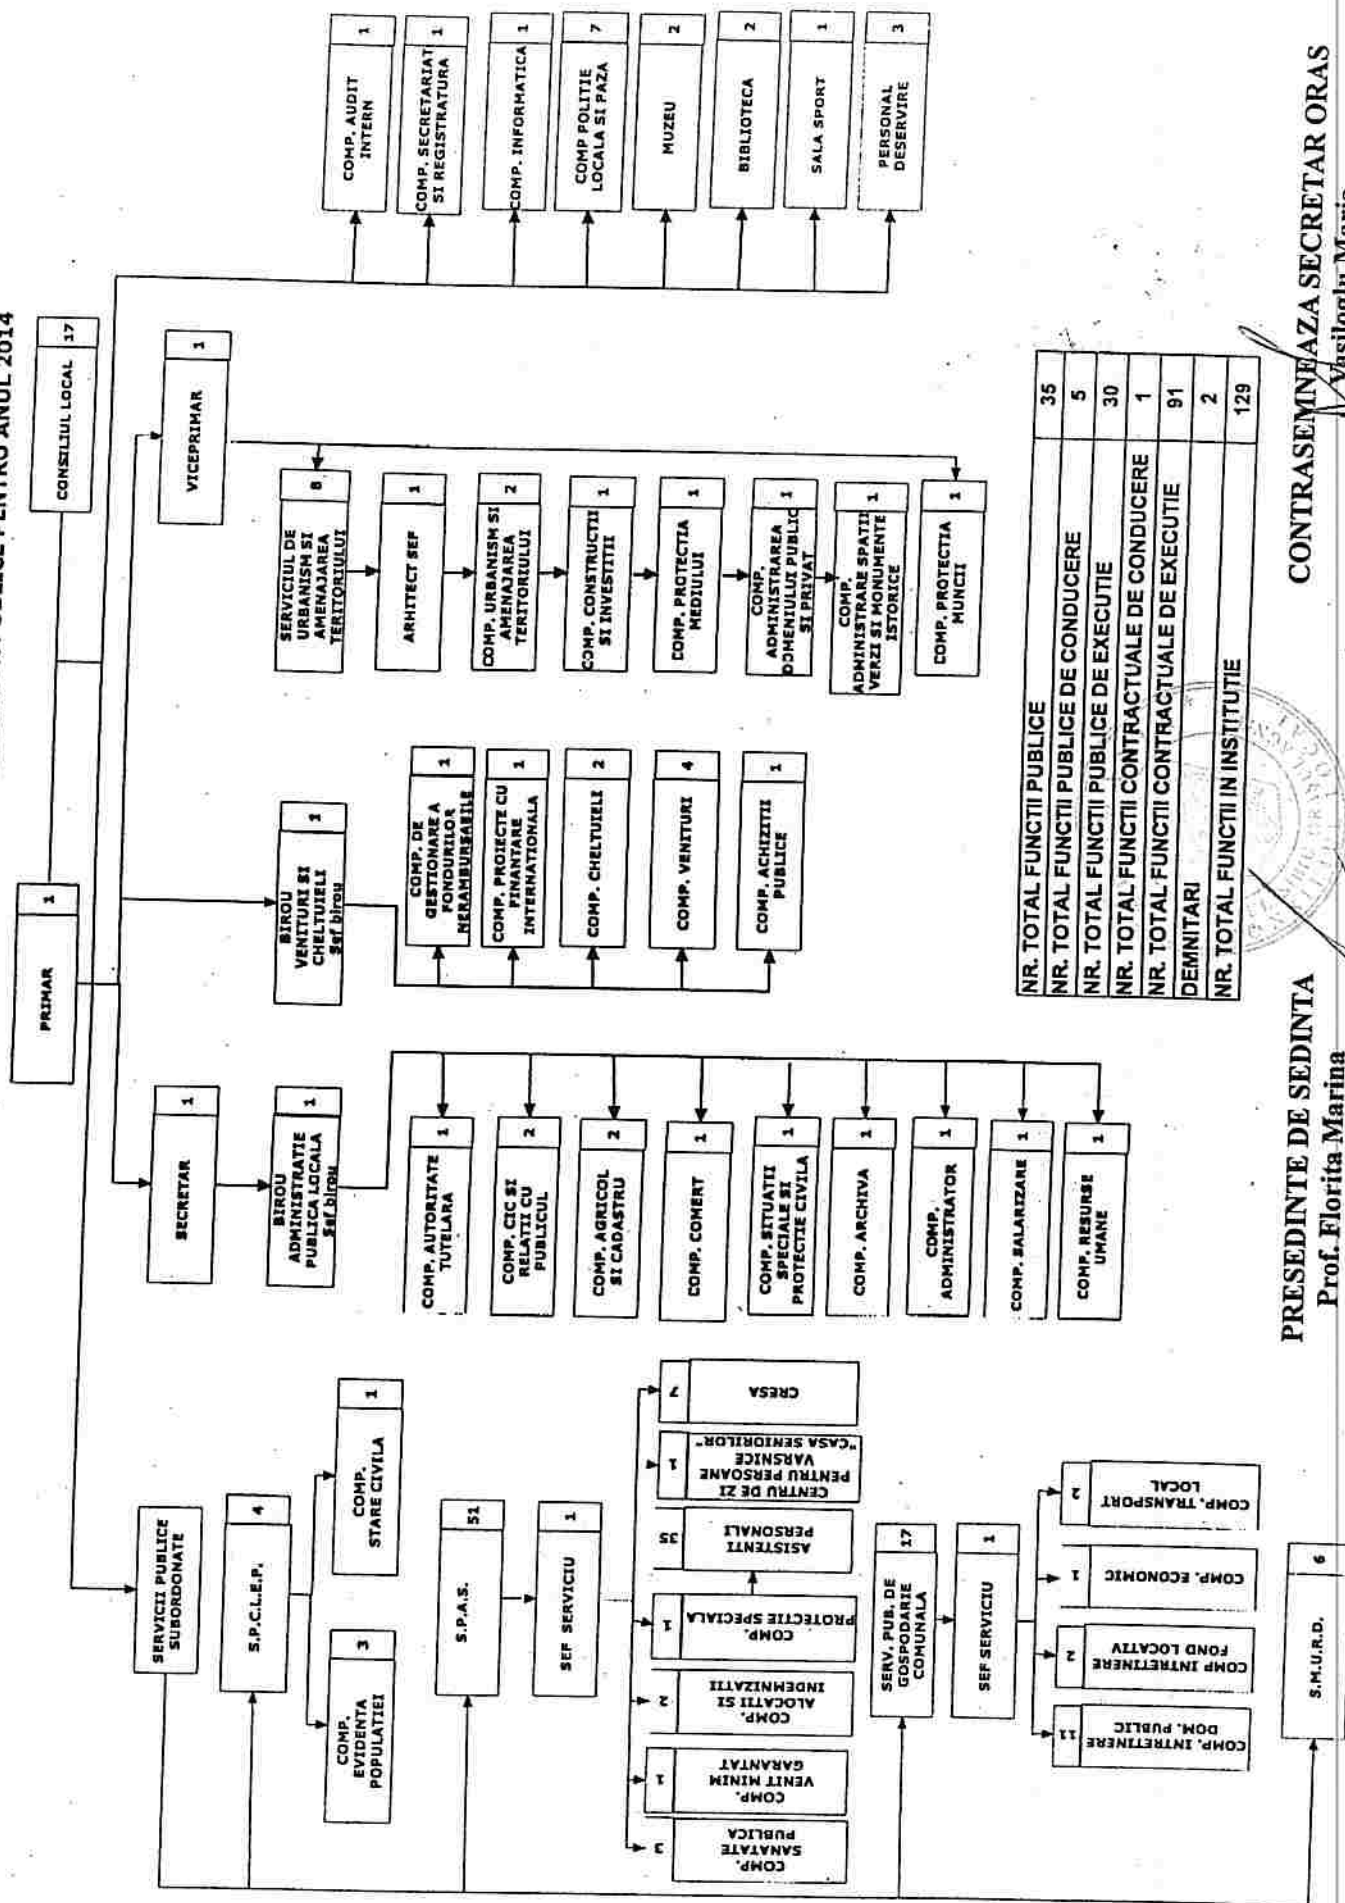 PUBLICE PENTRU ANUL 2014
PRIMAR
1
CONSILIUL LOCAL
17
SERVICII PUBLICE
SUBORDONATE
SECRETAR
1
VICEPRIMAR
1
S.P.C.L.E.P.
4
COMP.
EVIDENTA
POPULATIEI
3
COMP.
STARE CIVILA
1
S.P.A.S.
51
SEF SERVICIU
1
COMP.
SANATATE
PUBLICA
3
COMP.
VENIT MINIM
GARANTAT
1
COMP.
ALOCATII SI
INDEMNIZATII
2
COMP.
PROTECTIE SPECIALA
1
ASISTENTI
PERSONALI
35
CENTRU DE ZI
PENTRU PERSOANE
VARSNICE
"CASA SENIORILOR"
1
CRESA
7
SERV. PUB. DE
GOSPODARIE
COMUNALA
17
SEF SERVICIU
1
COMP. INTRETINERE
DOM. PUBLIC
11
COMP INTRETINERE
FOND LOCATIV
2
COMP. ECONOMIC
1
COMP. TRANSPORT
LOCAL
2
S.M.U.R.D.
6
BIROU
ADMINISTRATIE
PUBLICA LOCALA
Sef birou
1
COMP. AUTORITATE
TUTELARA
1
COMP. CIC SI
RELATII CU
PUBLICUL
2
COMP. AGRICOL
SI CADASTRU
2
COMP. COMERT
1
COMP. SITUATII
SPECIALE SI
PROTECTIE CIVILA
1
COMP. ARCHIVA
1
COMP.
ADMINISTRATOR
1
COMP. SALARIZARE
1
COMP. RESURSE
UMANE
1
BIROU
VENITURI SI
CHELTUIELI
Sef birou
1
COMP. DE
GESTIONARE A
FONDURILOR
NERAMBURSABILE
1
COMP. PROIECTE CU
FINANTARE
INTERNATIONALA
1
COMP. CHELTUIELI
2
COMP. VENITURI
4
COMP. ACHIZITII
PUBLICE
1
SERVICIUL DE
URBANISM SI
AMENAJAREA
TERITORIULUI
8
ARHITECT SEF
1
COMP. URBANISM SI
AMENAJAREA
TERITORIULUI
2
COMP. CONSTRUCTII
SI INVESTITII
1
COMP. PROTECTIA
MEDIULUI
1
COMP.
ADMINISTRAREA
DOMENIULUI PUBLIC
SI PRIVAT
1
COMP.
ADMINISTRARE SPATII
VERZI SI MONUMENTE
ISTORICE
1
COMP. PROTECTIA
MUNCII
1
COMP. AUDIT
INTERN
1
COMP. SECRETARIAT
SI REGISTRATURA
1
COMP. INFORMATICA
1
COMP POLITIE
LOCALA SI PAZA
7
MUZEU
2
BIBLIOTECA
2
SALA SPORT
1
PERSONAL
DESERVIRE
3
NR. TOTAL FUNCTII PUBLICE 35
NR. TOTAL FUNCTII PUBLICE DE CONDUCERE 5
NR. TOTAL FUNCTII PUBLICE DE EXECUTIE 30
NR. TOTAL FUNCTII CONTRACTUALE DE CONDUCERE 1
NR. TOTAL FUNCTII CONTRACTUALE DE EXECUTIE 91
DEMNITARI 2
NR. TOTAL FUNCTII IN INSTITUTIE 129
PRESEDINTE DE SEDINTA
Prof. Florita Marina
CONTRASEMNEAZA SECRETAR ORAS
Vasiloglu Maria